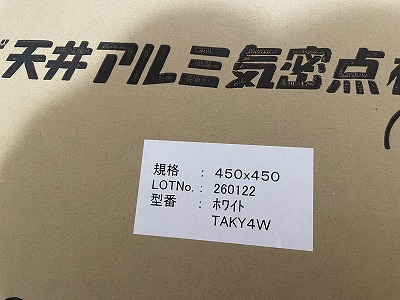 天井アルミ気密点
規格 : 450x450
LOTNo. : 260122
型番 : ホワイト
TAKY4W